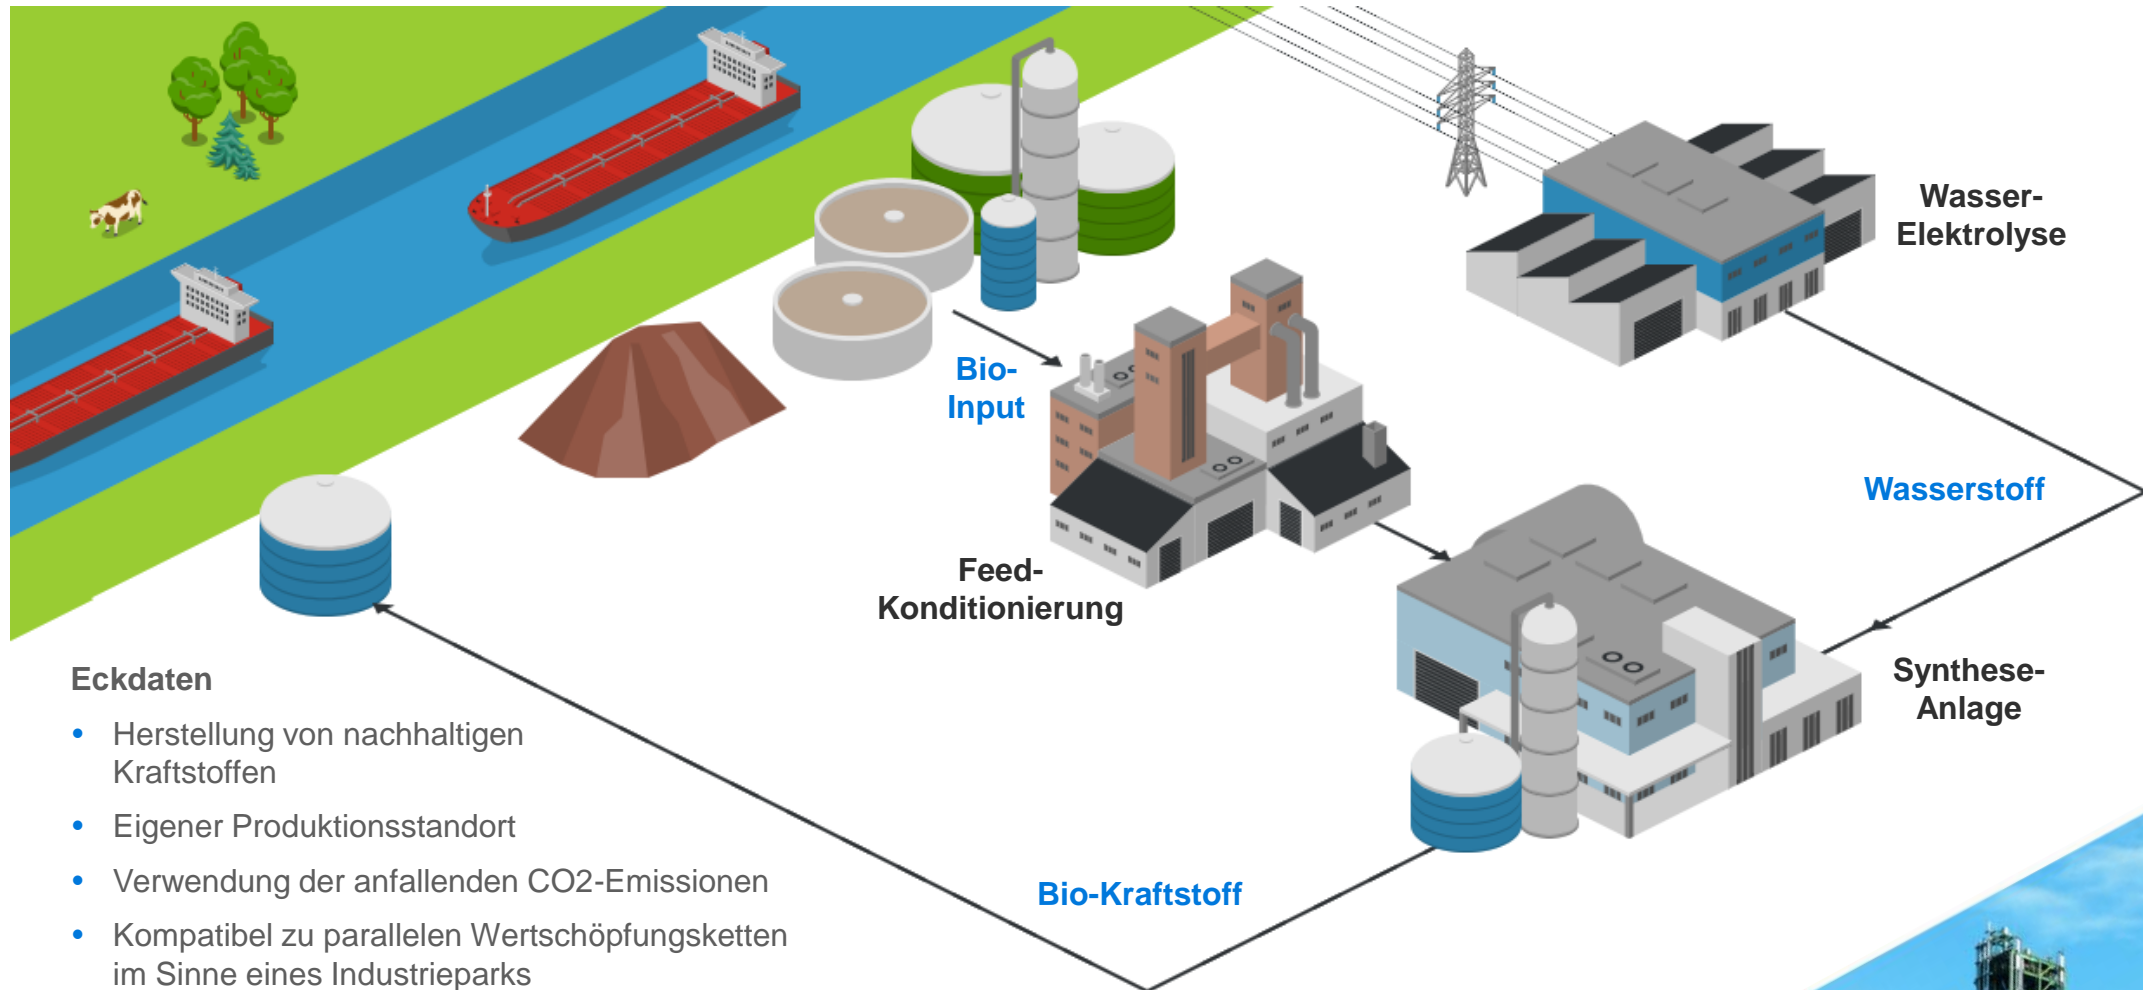 Wasser-
Elektrolyse
Bio-
Input
Wasserstoff
Feed-
Konditionierung
Synthese-
Anlage
Bio-Kraftstoff
Eckdaten
• Herstellung von nachhaltigen
Kraftstoffen
• Eigener Produktionsstandort
• Verwendung der anfallenden CO2-Emissionen
• Kompatibel zu parallelen Wertschöpfungsketten
im Sinne eines Industrieparks